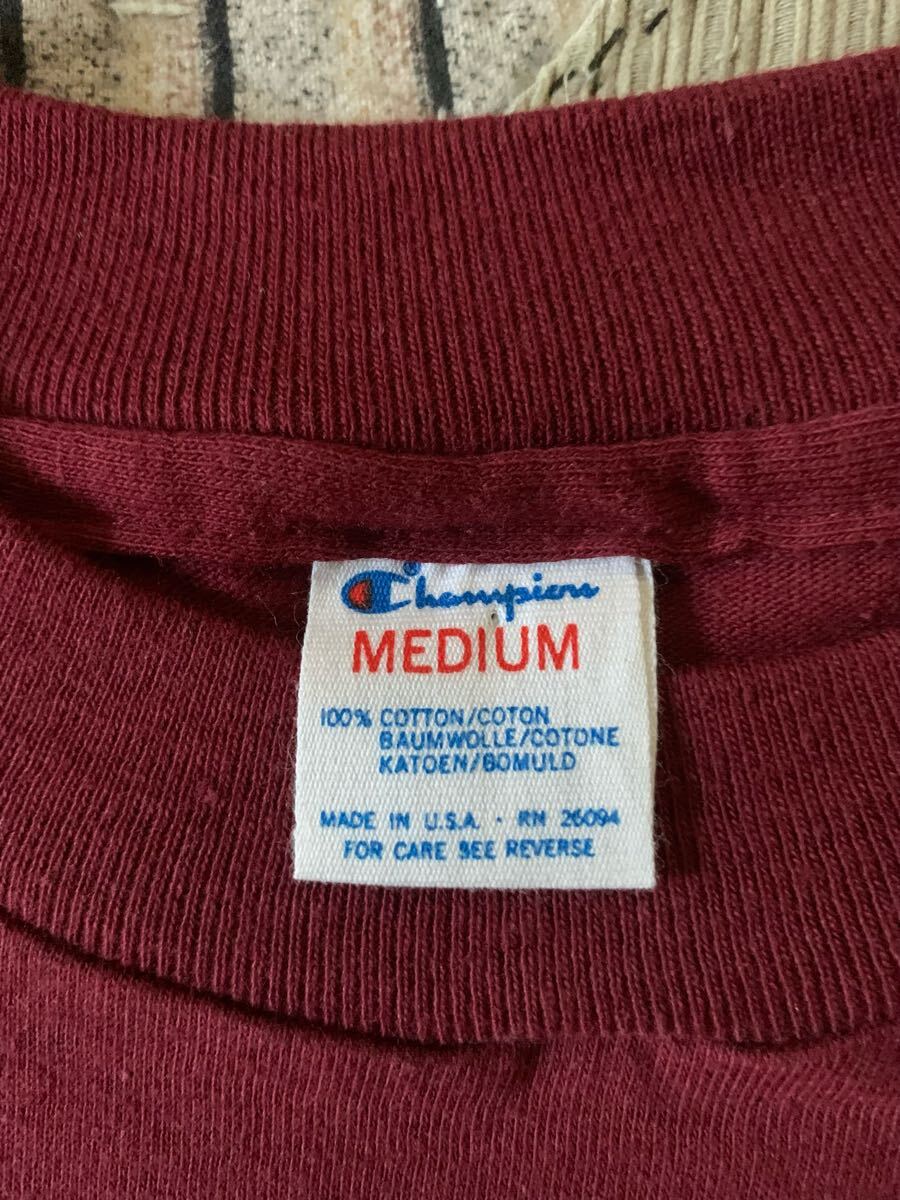 Champion
MEDIUM
100% COTTON/COTON
BAUMWOLLE/COTONE
KATOEN/BOMULD
MADE IN U.S.A. · RN 26094
FOR CARE SEE REVERSE